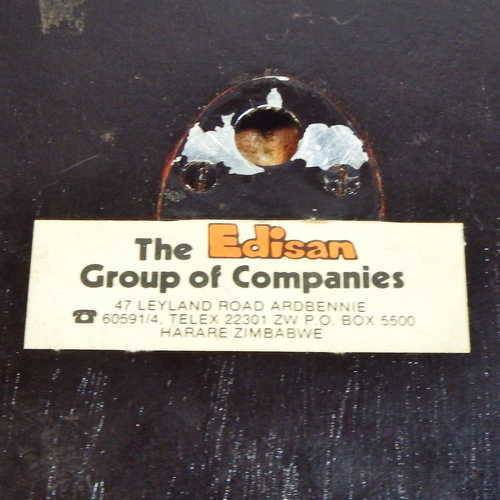 The Edisan
Group of Companies
47 LEYLAND ROAD ARDBENNIE
☎ 60591/4, TELEX 22301 ZW P.O. BOX 5500
HARARE ZIMBABWE